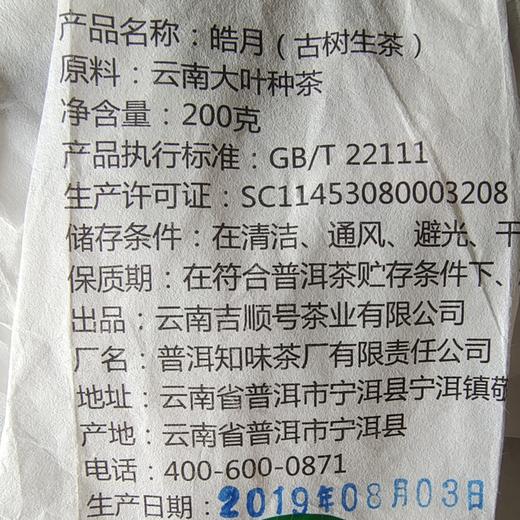 产品名称：皓月（古树生茶）
原料：云南大叶种茶
净含量：200克
产品执行标准：GB/T 22111
生产许可证：SC11453080003208
储存条件：在清洁、通风、避光、干
保质期：在符合普洱茶贮存条件下、
出品：云南吉顺号茶业有限公司
厂名：普洱知味茶厂有限责任公司
地址：云南省普洱市宁洱县宁洱镇
产地：云南省普洱市宁洱县
电话：400-600-0871
生产日期：2019年08月03日